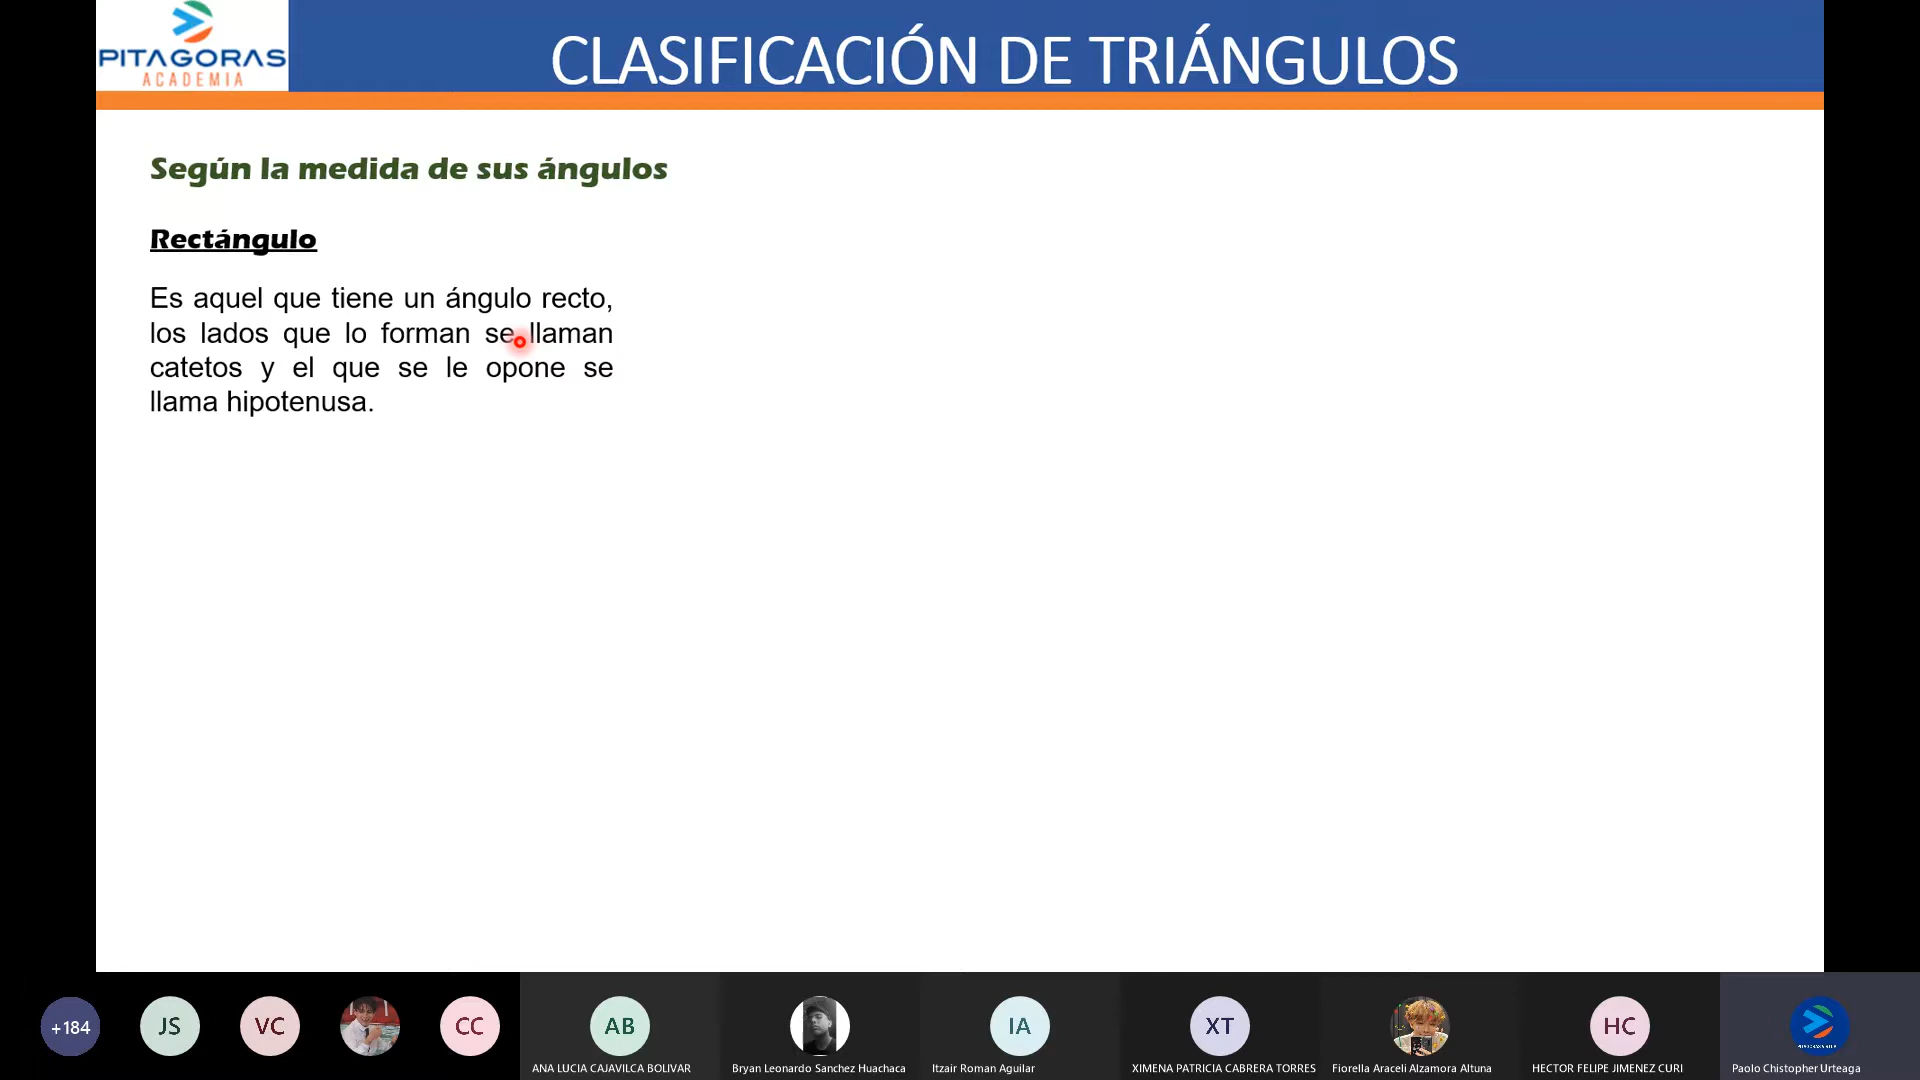 PITAGORAS
ACADEMIA
CLASIFICACIÓN DE TRIÁNGULOS
Según la medida de sus ángulos
Rectángulo
Es aquel que tiene un ángulo recto,
los lados que lo forman se llaman
catetos y el que se le opone se
llama hipotenusa.
+184
JS
VC
CC
AB
IA
XT
HC
ANA LUCIA CAJAVILCA BOLIVAR
Bryan Leonardo Sanchez Huachaca
Itzair Roman Aguilar
XIMENA PATRICIA CABRERA TORRES
Fiorella Araceli Alzamora Altuna
HECTOR FELIPE JIMENEZ CURI
Paolo Chistopher Urteaga